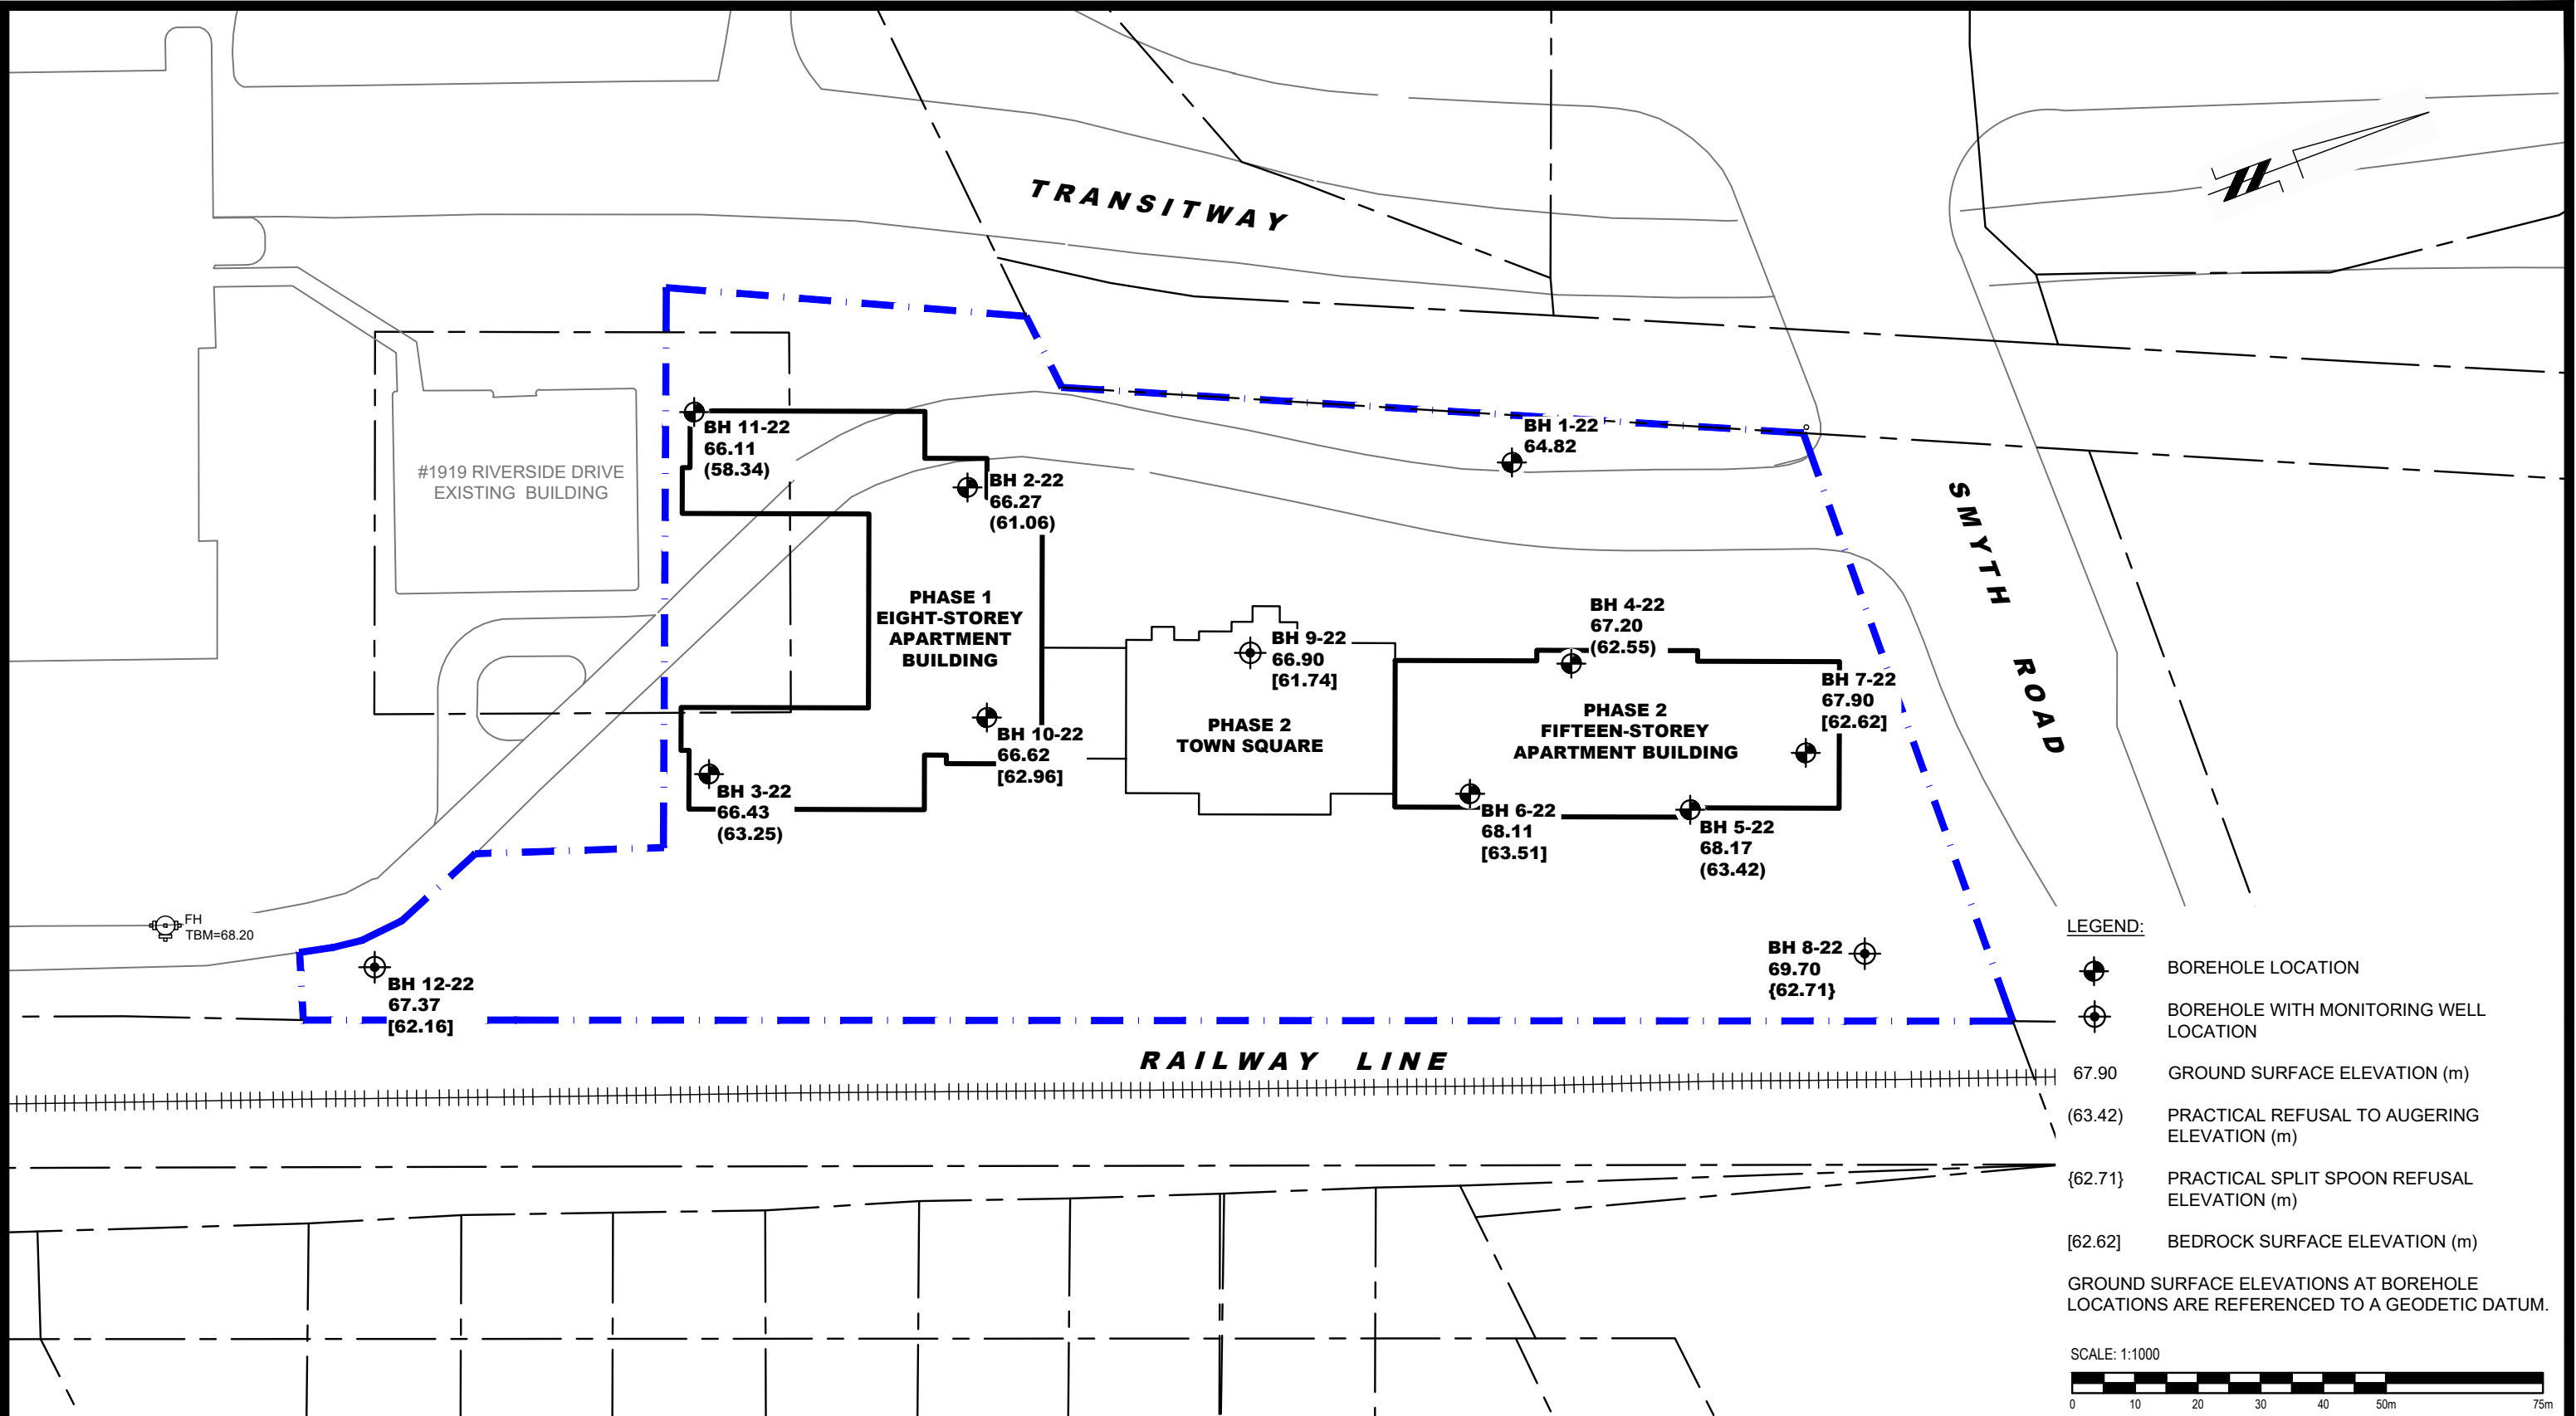 TRANSITWAY
BH 1-22
64.82
BH 11-22
66.11
(58.34)
#1919 RIVERSIDE DRIVE
EXISTING BUILDING
BH 2-22
66.27
(61.06)
SMYTH ROAD
PHASE 1
EIGHT-STOREY
APARTMENT
BUILDING
BH 9-22
66.90
[61.74]
BH 4-22
67.20
(62.55)
BH 7-22
67.90
[62.62]
PHASE 2
TOWN SQUARE
PHASE 2
FIFTEEN-STOREY
APARTMENT BUILDING
BH 10-22
66.62
[62.96]
BH 3-22
66.43
(63.25)
BH 6-22
68.11
[63.51]
BH 5-22
68.17
(63.42)
FH
TBM=68.20
BH 12-22
67.37
[62.16]
BH 8-22
69.70
{62.71}
RAILWAY LINE
LEGEND:
BOREHOLE LOCATION
BOREHOLE WITH MONITORING WELL
LOCATION
67.90 GROUND SURFACE ELEVATION (m)
(63.42) PRACTICAL REFUSAL TO AUGERING
ELEVATION (m)
{62.71} PRACTICAL SPLIT SPOON REFUSAL
ELEVATION (m)
[62.62] BEDROCK SURFACE ELEVATION (m)
GROUND SURFACE ELEVATIONS AT BOREHOLE
LOCATIONS ARE REFERENCED TO A GEODETIC DATUM.
SCALE: 1:1000
0 10 20 30 40 50m 75m